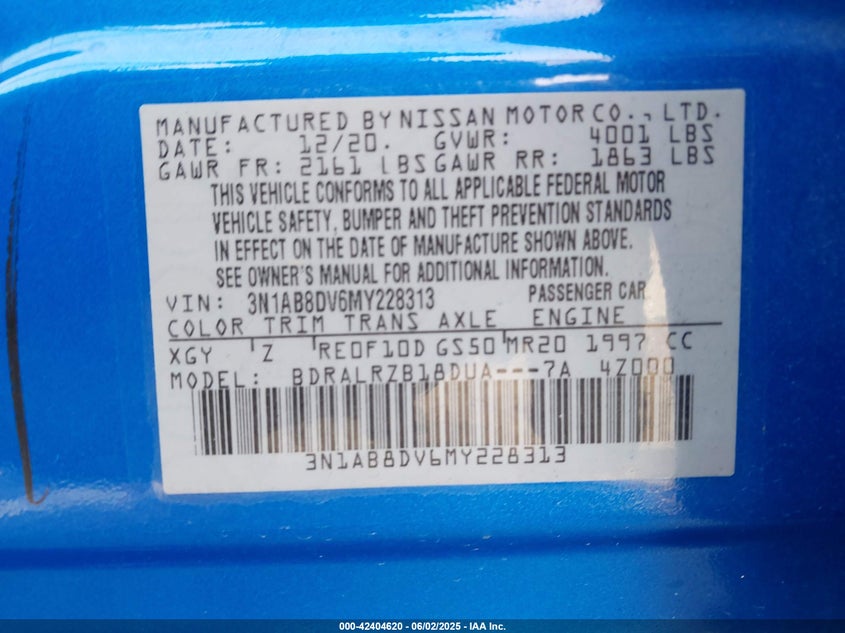 MANUFACTURED BY NISSAN MOTOR CO., LTD.
DATE: 12/20. GVWR: 4001 LBS
GAWR FR: 2161 LBS GAWR RR: 1863 LBS
THIS VEHICLE CONFORMS TO ALL APPLICABLE FEDERAL MOTOR
VEHICLE SAFETY, BUMPER AND THEFT PREVENTION STANDARDS
IN EFFECT ON THE DATE OF MANUFACTURE SHOWN ABOVE.
SEE OWNER'S MANUAL FOR ADDITIONAL INFORMATION.
VIN: 3N1AB8DV6MY228313 PASSENGER CAR
COLOR TRIM TRANS AXLE ENGINE
XGY Z RE0F10D GS50 MR20 1997 CC
MODEL: BDRALRZB18DUA---7A 4Z000
3N1AB8DV6MY228313
000-42404620 | 06/02/2025 - IAA Inc.